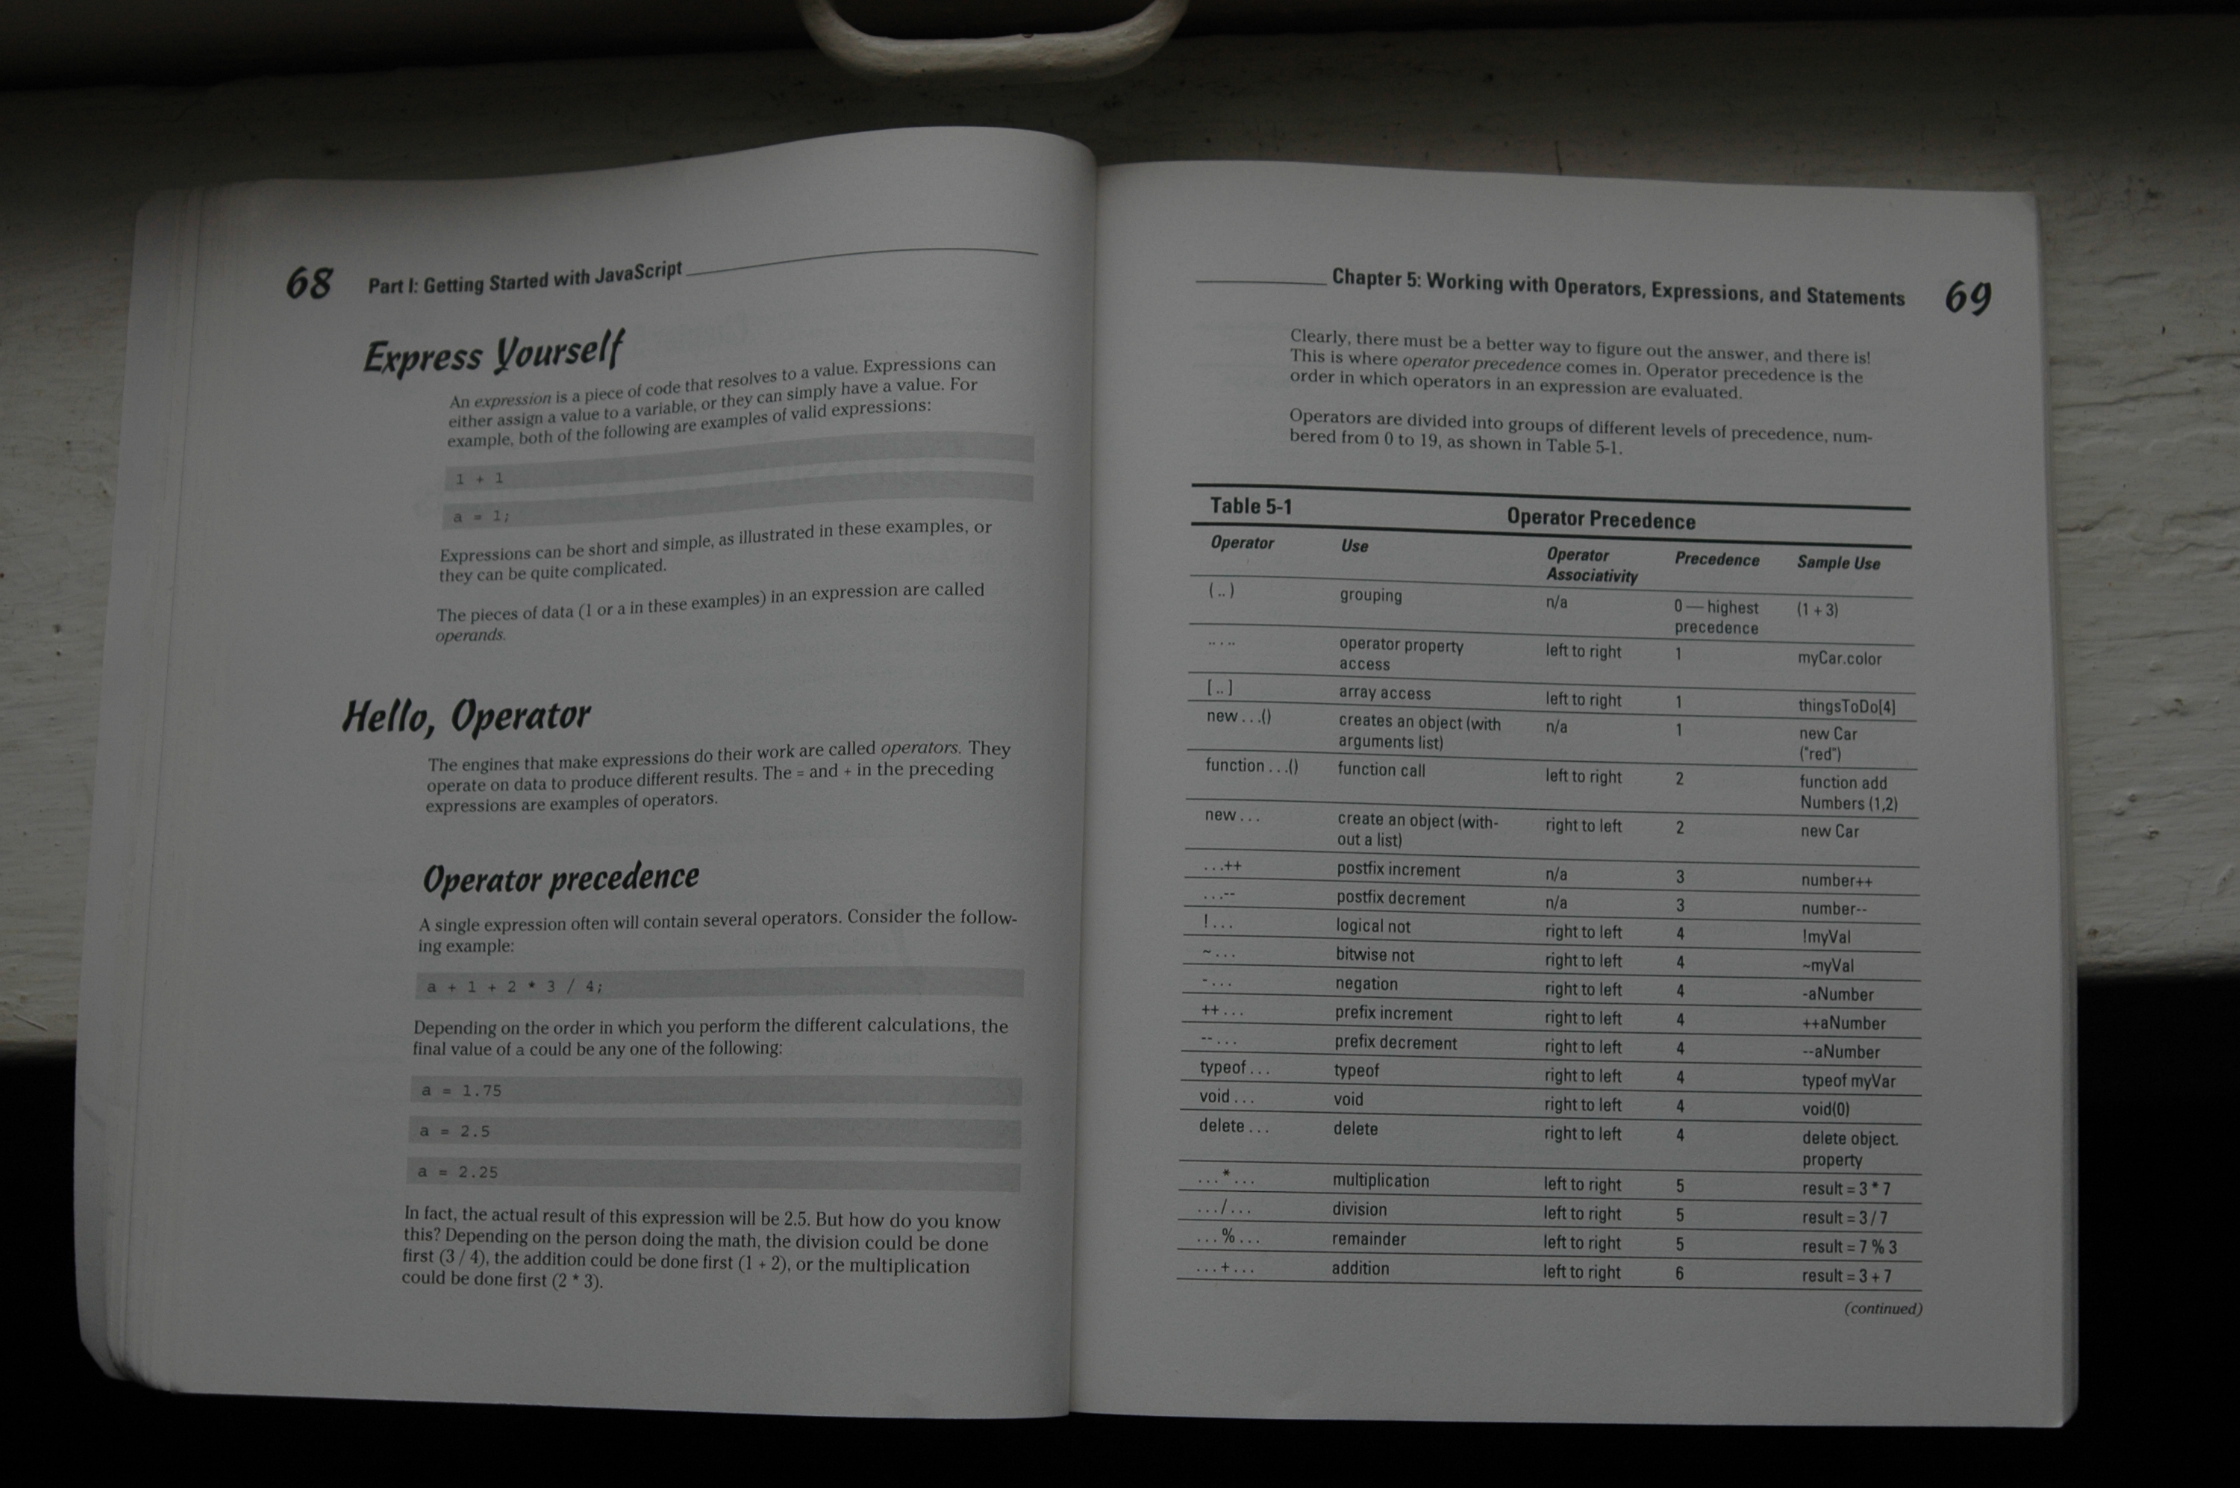 68 Part I: Getting Started with JavaScript
Express Yourself
An expression is a piece of code that resolves to a value. Expressions can
either assign a value to a variable, or they can simply have a value. For
example, both of the following are examples of valid expressions:
1 + 1
a = 1;
Expressions can be short and simple, as illustrated in these examples, or
they can be quite complicated.
The pieces of data (1 or a in these examples) in an expression are called
operands.
Hello, Operator
The engines that make expressions do their work are called operators. They
operate on data to produce different results. The = and + in the preceding
expressions are examples of operators.
Operator precedence
A single expression often will contain several operators. Consider the follow-
ing example:
a + 1 + 2 * 3 / 4;
Depending on the order in which you perform the different calculations, the
final value of a could be any one of the following:
a = 1.75
a = 2.5
a = 2.25
In fact, the actual result of this expression will be 2.5. But how do you know
this? Depending on the person doing the math, the division could be done
first (3 / 4), the addition could be done first (1 + 2), or the multiplication
could be done first (2 * 3).
Chapter 5: Working with Operators, Expressions, and Statements 69
Clearly, there must be a better way to figure out the answer, and there is!
This is where operator precedence comes in. Operator precedence is the
order in which operators in an expression are evaluated.
Operators are divided into groups of different levels of precedence, num-
bered from 0 to 19, as shown in Table 5-1.
Table 5-1 Operator Precedence
Operator Use Operator Precedence Sample Use
Associativity
(..) grouping n/a 0 — highest (1 + 3)
precedence
.. . .. operator property left to right 1 myCar.color
access
[..] array access left to right 1 thingsToDo[4]
new...() creates an object (with n/a 1 new Car
arguments list) ("red")
function...() function call left to right 2 function add
Numbers (1,2)
new... create an object (with- right to left 2 new Car
out a list)
...++ postfix increment n/a 3 number++
...-- postfix decrement n/a 3 number--
!... logical not right to left 4 !myVal
~... bitwise not right to left 4 ~myVal
-... negation right to left 4 -aNumber
++... prefix increment right to left 4 ++aNumber
--... prefix decrement right to left 4 --aNumber
typeof... typeof right to left 4 typeof myVar
void... void right to left 4 void(0)
delete... delete right to left 4 delete object.
property
...*... multiplication left to right 5 result = 3 * 7
.../... division left to right 5 result = 3 / 7
...%... remainder left to right 5 result = 7 % 3
...+... addition left to right 6 result = 3 + 7
(continued)